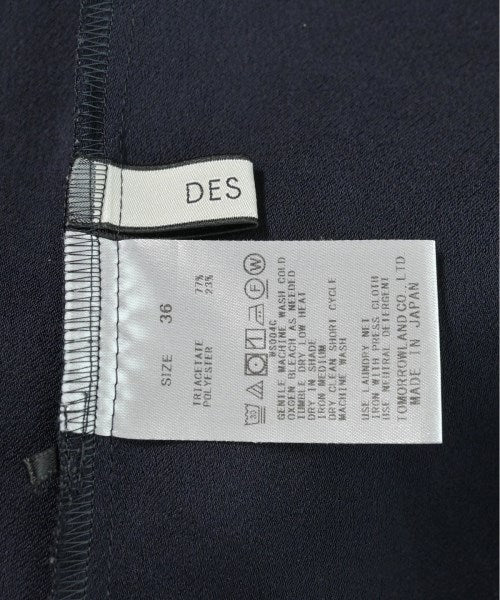 DES
SIZE 36
TRIACETATE 77%
POLYESTER 23%
WS004C
GENTLE MACHINE WASH COLD
OXGEN BLEACH AS NEEDED
TUMBLE DRY LOW HEAT
DRY IN SHADE
IRON MEDIUM
DRY CLEAN SHORT CYCLE
MACHINE WASH
USE LAUNDRY NET
IRON WITH PRESS CLOTH
USE NEUTRAL DETERGENT
TOMORROWLAND CO., LTD
MADE IN JAPAN